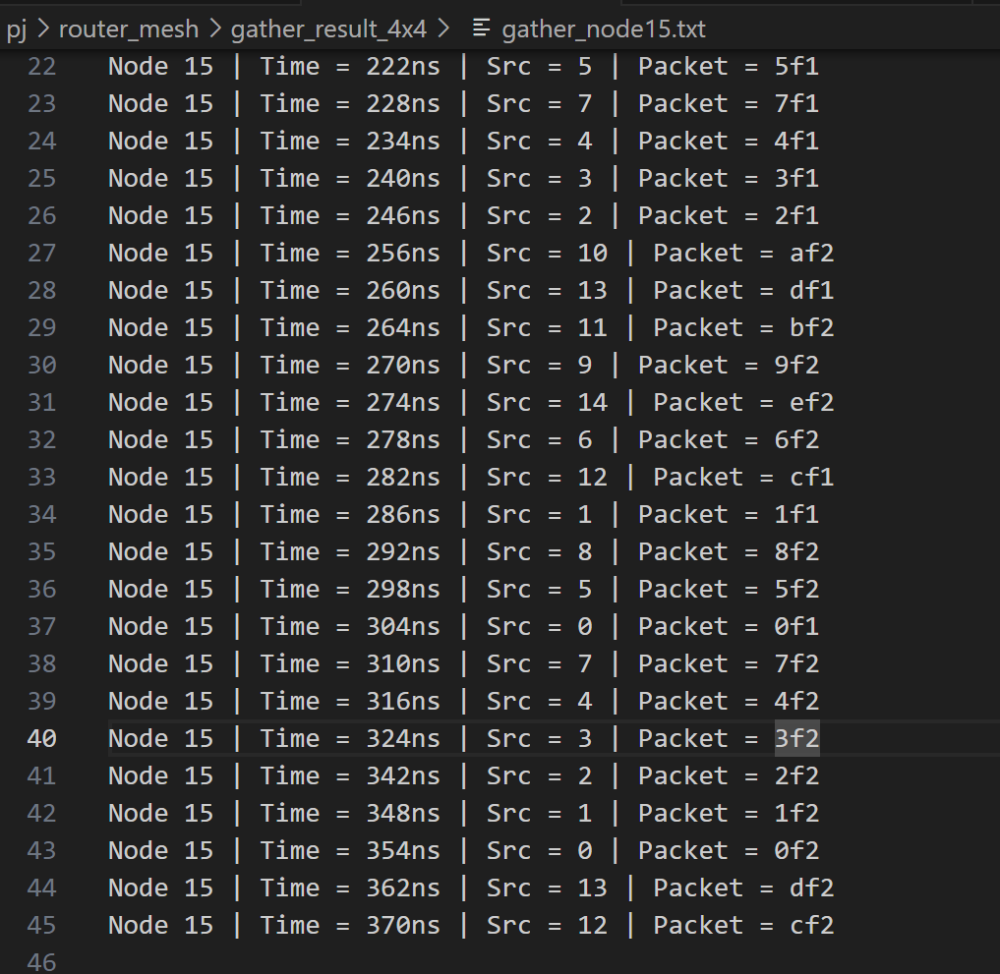 pj > router_mesh > gather_result_4x4 > gather_node15.txt
22 Node 15 | Time = 222ns | Src = 5 | Packet = 5f1
23 Node 15 | Time = 228ns | Src = 7 | Packet = 7f1
24 Node 15 | Time = 234ns | Src = 4 | Packet = 4f1
25 Node 15 | Time = 240ns | Src = 3 | Packet = 3f1
26 Node 15 | Time = 246ns | Src = 2 | Packet = 2f1
27 Node 15 | Time = 256ns | Src = 10 | Packet = af2
28 Node 15 | Time = 260ns | Src = 13 | Packet = df1
29 Node 15 | Time = 264ns | Src = 11 | Packet = bf2
30 Node 15 | Time = 270ns | Src = 9 | Packet = 9f2
31 Node 15 | Time = 274ns | Src = 14 | Packet = ef2
32 Node 15 | Time = 278ns | Src = 6 | Packet = 6f2
33 Node 15 | Time = 282ns | Src = 12 | Packet = cf1
34 Node 15 | Time = 286ns | Src = 1 | Packet = 1f1
35 Node 15 | Time = 292ns | Src = 8 | Packet = 8f2
36 Node 15 | Time = 298ns | Src = 5 | Packet = 5f2
37 Node 15 | Time = 304ns | Src = 0 | Packet = 0f1
38 Node 15 | Time = 310ns | Src = 7 | Packet = 7f2
39 Node 15 | Time = 316ns | Src = 4 | Packet = 4f2
40 Node 15 | Time = 324ns | Src = 3 | Packet = 3f2
41 Node 15 | Time = 342ns | Src = 2 | Packet = 2f2
42 Node 15 | Time = 348ns | Src = 1 | Packet = 1f2
43 Node 15 | Time = 354ns | Src = 0 | Packet = 0f2
44 Node 15 | Time = 362ns | Src = 13 | Packet = df2
45 Node 15 | Time = 370ns | Src = 12 | Packet = cf2
46